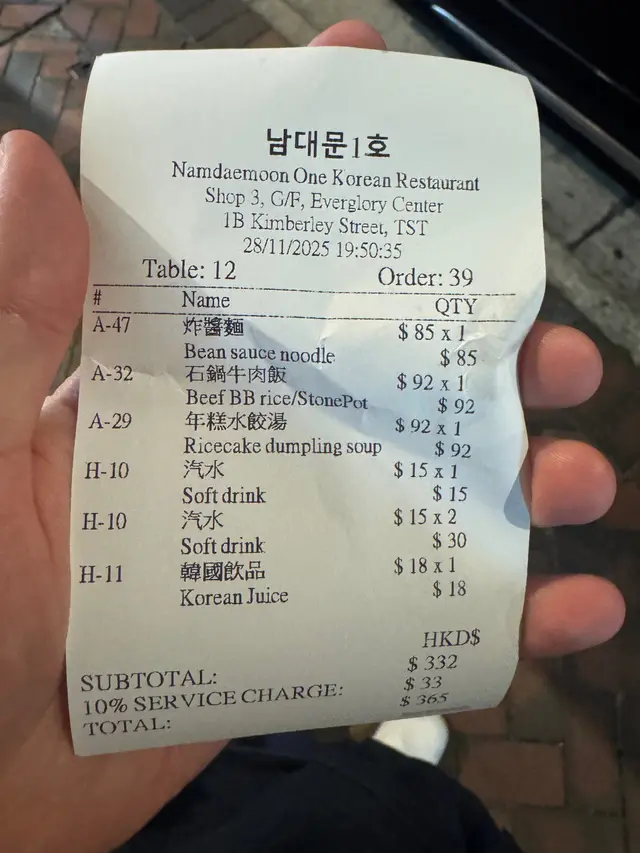 남대문1호
Namdaemoon One Korean Restaurant
Shop 3, G/F, Everglory Center
1B Kimberley Street, TST
28/11/2025 19:50:35
Table: 12 Order: 39
# Name QTY
A-47 炸醬麵 $ 85 x 1
Bean sauce noodle $ 85
A-32 石鍋牛肉飯 $ 92 x 1
Beef BB rice/StonePot $ 92
A-29 年糕水餃湯 $ 92 x 1
Ricecake dumpling soup $ 92
H-10 汽水 $ 15 x 1
Soft drink $ 15
H-10 汽水 $ 15 x 2
Soft drink $ 30
H-11 韓國飲品 $ 18 x 1
Korean Juice $ 18
HKD$
SUBTOTAL: $ 332
10% SERVICE CHARGE: $ 33
TOTAL: $ 365